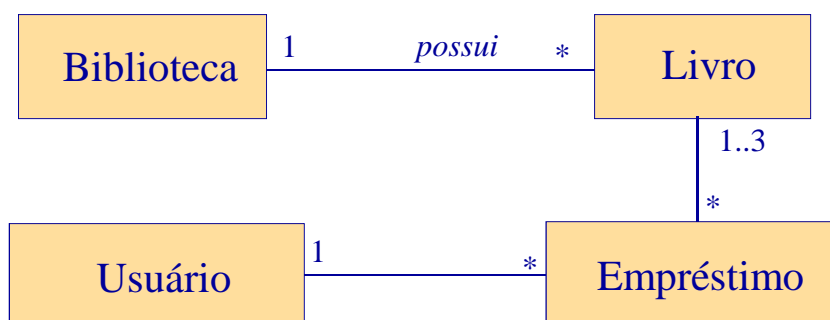 Biblioteca 1 possui * Livro
1..3
*
Usuário 1 * Empréstimo